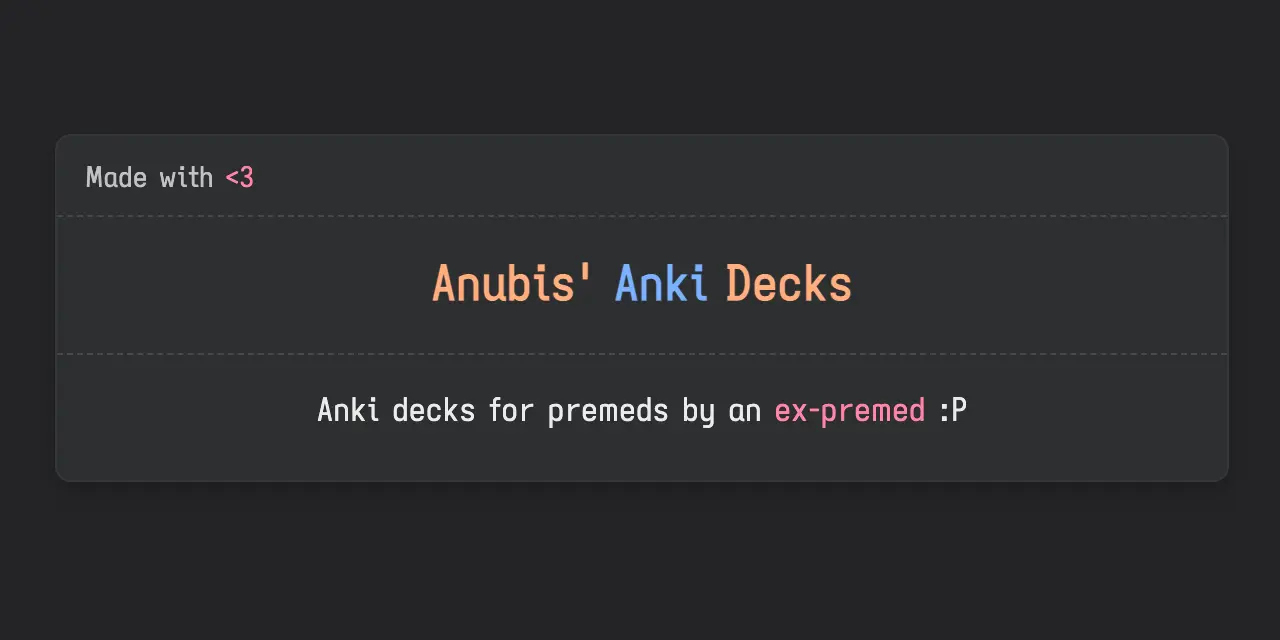 Made with <3
Anubis' Anki Decks
Anki decks for premeds by an ex-premed :P